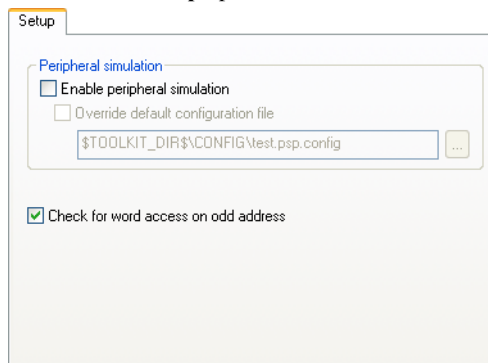 Setup
Peripheral simulation
Enable peripheral simulation
Override default configuration file
$TOOLKIT_DIR$\CONFIG\test.psp.config
...
Check for word access on odd address